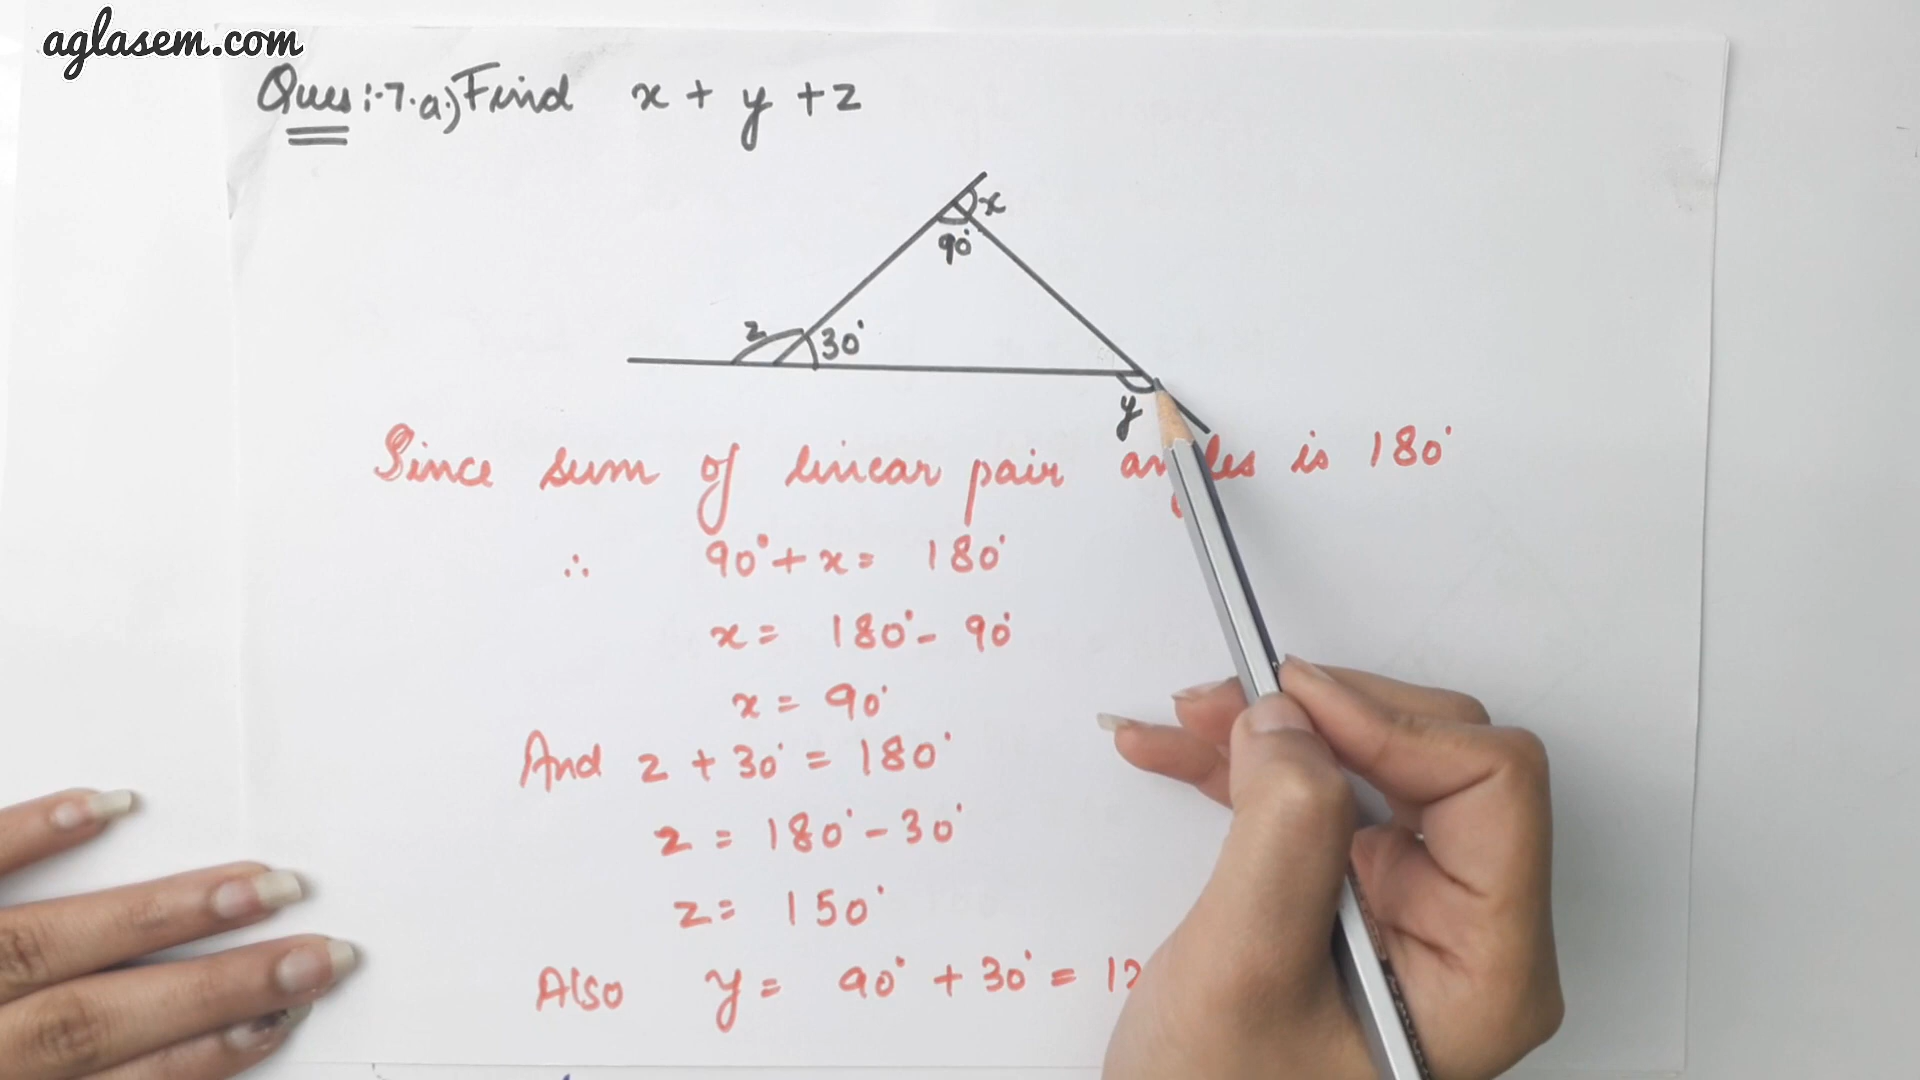 aglasem.com
Ques:-7.a.) Find x + y + z
x
90°
z 30°
y
Since sum of linear pair angles is 180°
∴ 90° + x = 180°
x = 180° - 90°
x = 90°
And z + 30° = 180°
z = 180° - 30°
z = 150°
Also y = 90° + 30° = 12